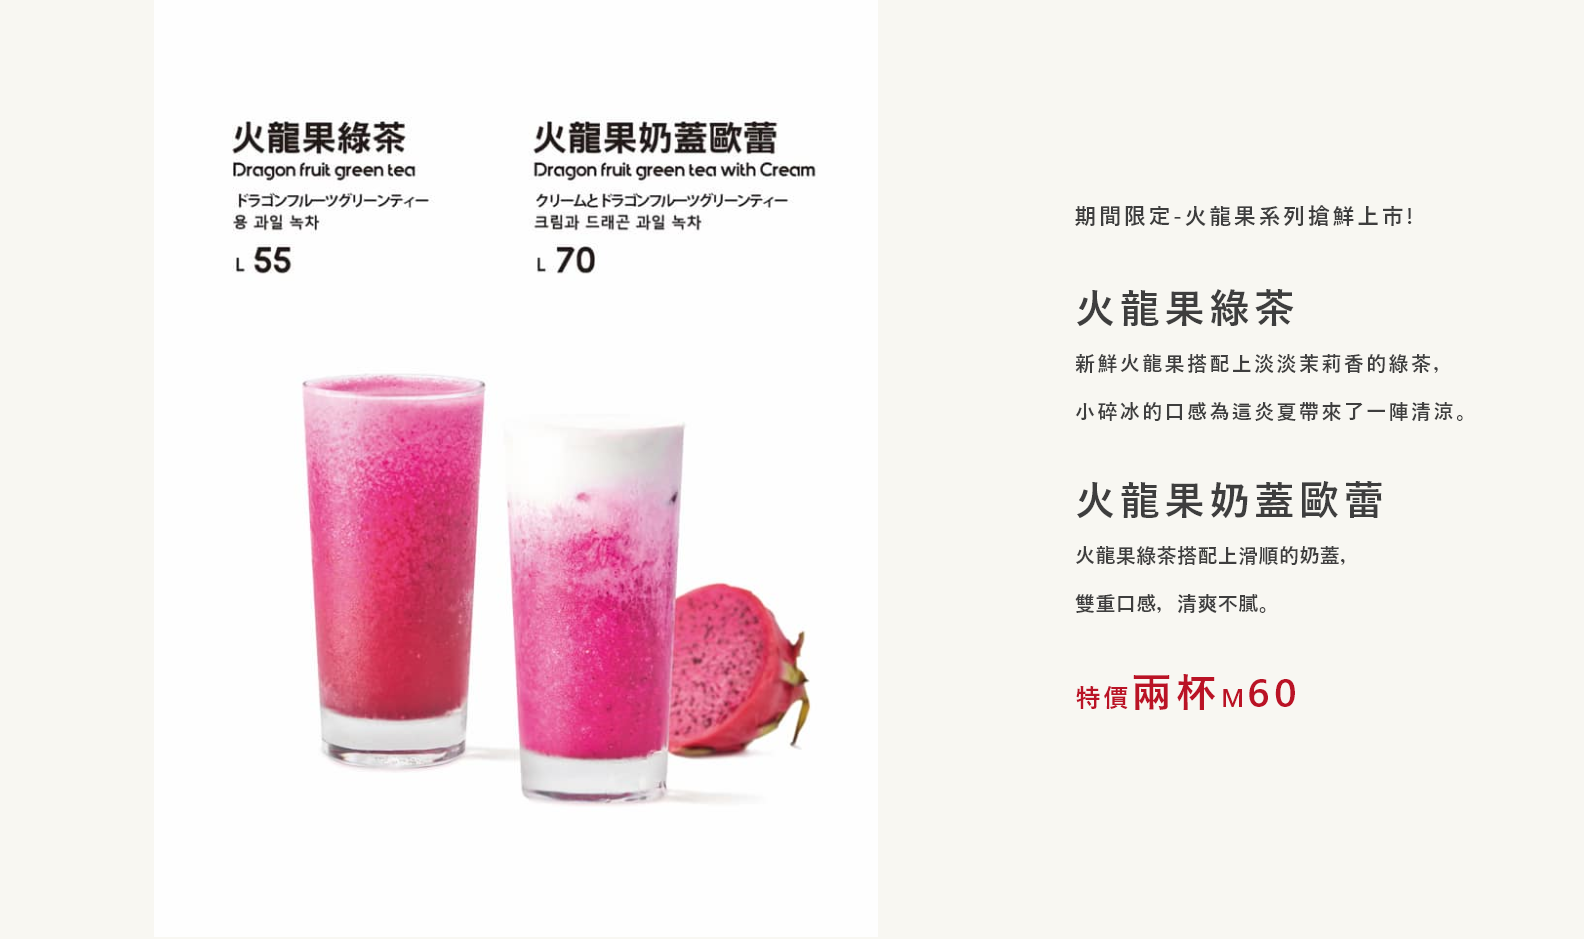 火龍果綠茶
Dragon fruit green tea
ドラゴンフルーツグリーンティー
용 과일 녹차
L 55
火龍果奶蓋歐蕾
Dragon fruit green tea with Cream
クリームとドラゴンフルーツグリーンティー
크림과 드래곤 과일 녹차
L 70
期間限定-火龍果系列搶鮮上市!
火龍果綠茶
新鮮火龍果搭配上淡淡茉莉香的綠茶,
小碎冰的口感為這炎夏帶來了一陣清涼。
火龍果奶蓋歐蕾
火龍果綠茶搭配上滑順的奶蓋,
雙重口感, 清爽不膩。
特價兩杯M60